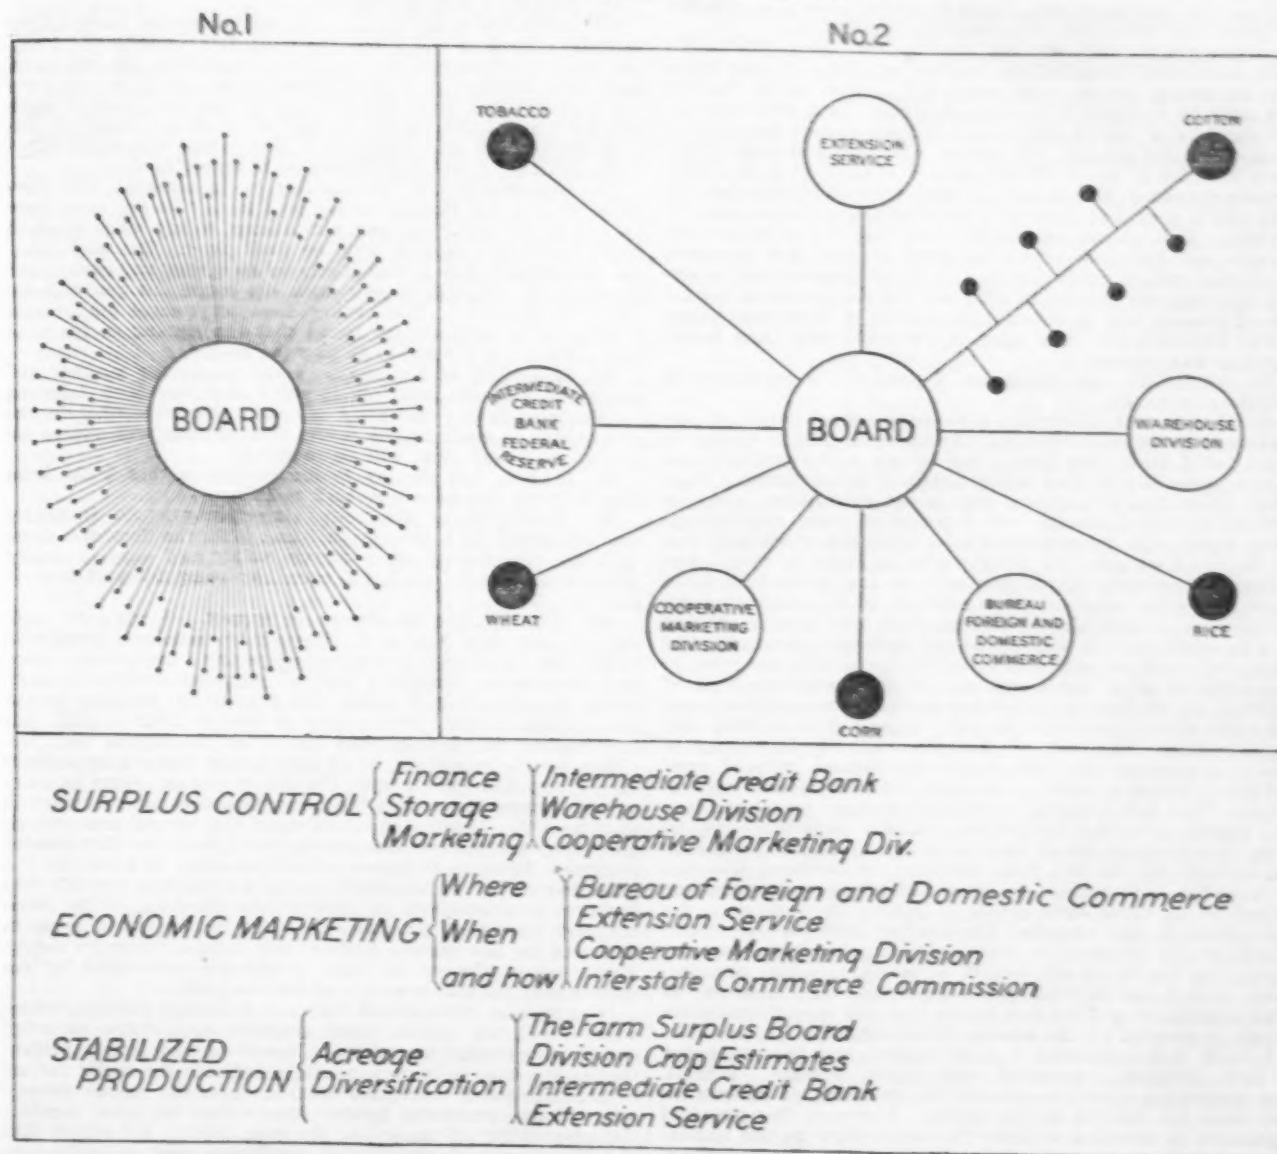 No.1
No.2
BOARD
TOBACCO
EXTENSION
SERVICE
COTTON
INTERMEDIATE
CREDIT
BANK
FEDERAL
RESERVE
BOARD
WAREHOUSE
DIVISION
WHEAT
COOPERATIVE
MARKETING
DIVISION
BUREAU
FOREIGN AND
DOMESTIC
COMMERCE
RICE
CORN
SURPLUS CONTROL
Finance
Storage
Marketing
Intermediate Credit Bank
Warehouse Division
Cooperative Marketing Div.
ECONOMIC MARKETING
Where
When
and how
Bureau of Foreign and Domestic Commerce
Extension Service
Cooperative Marketing Division
Interstate Commerce Commission
STABILIZED
PRODUCTION
Acreage
Diversification
The Farm Surplus Board
Division Crop Estimates
Intermediate Credit Bank
Extension Service